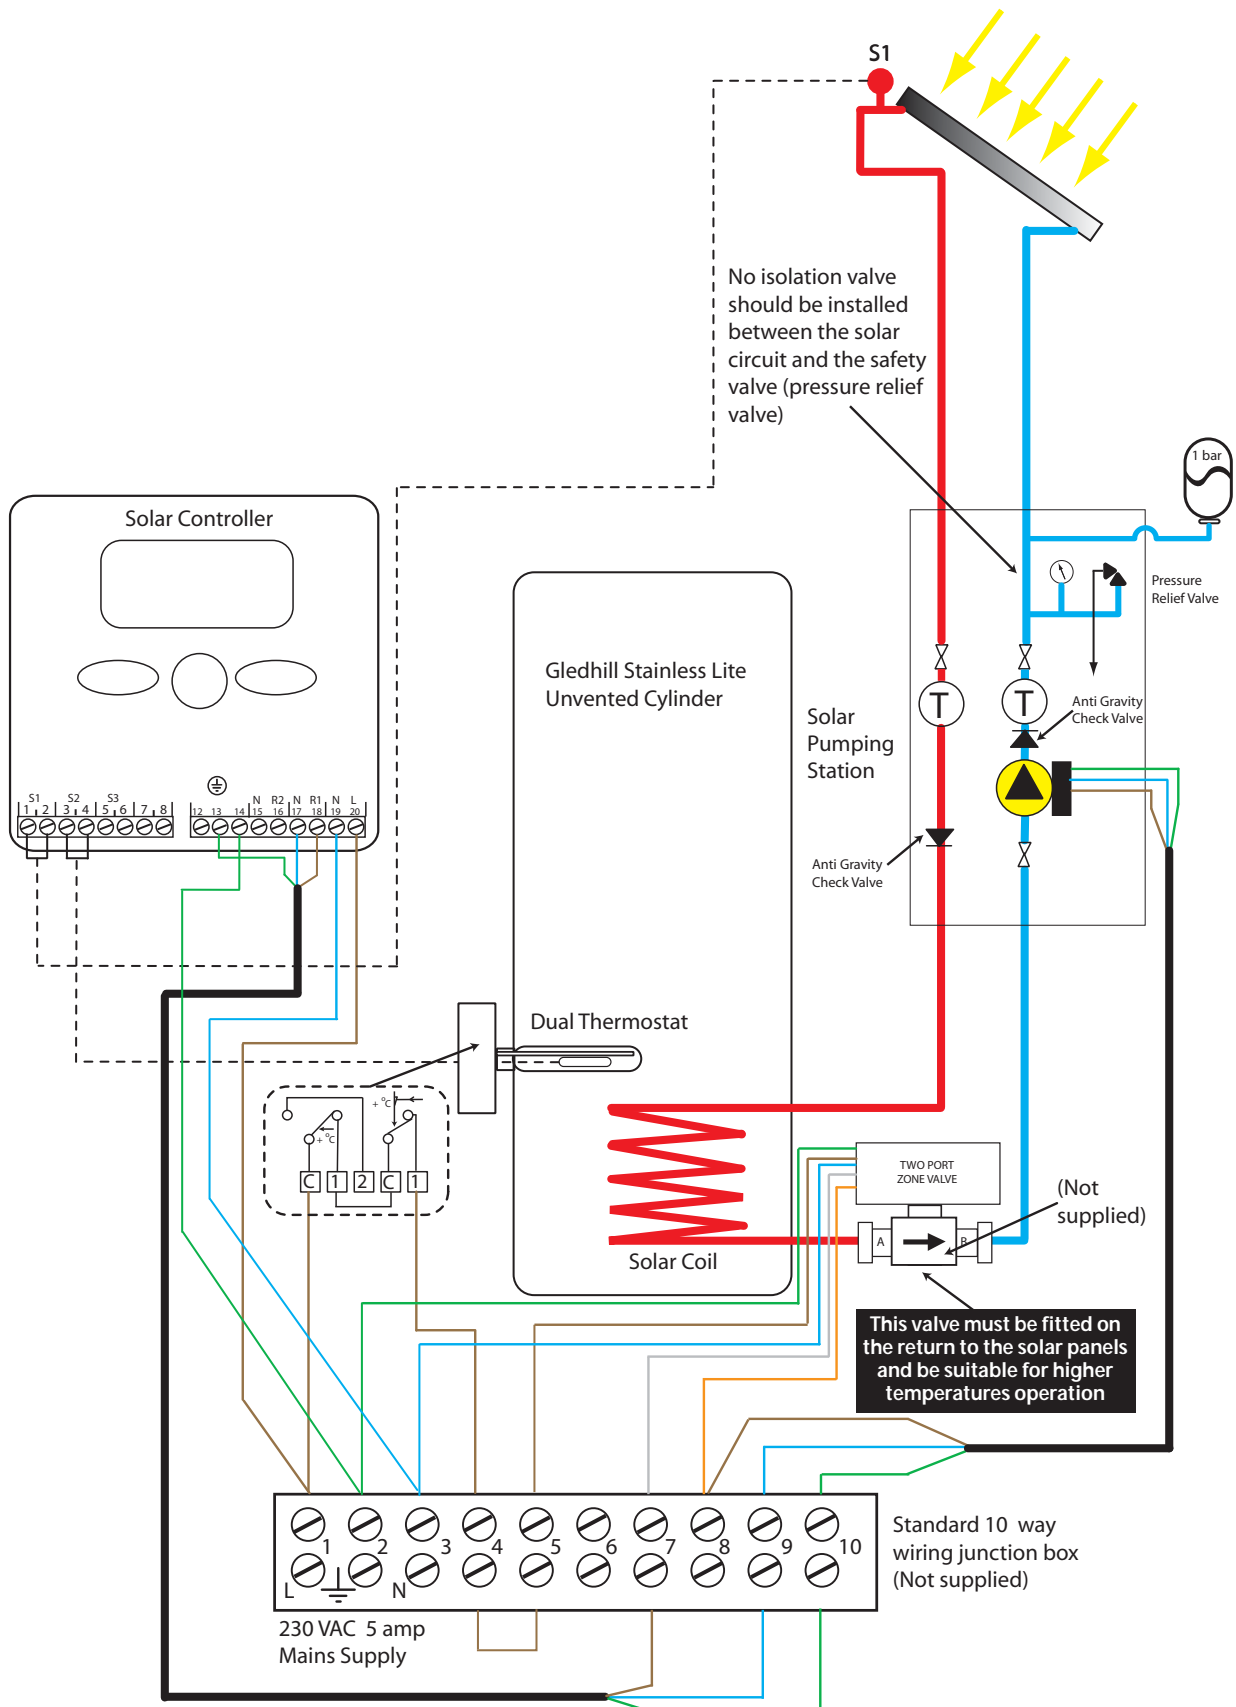 S1
No isolation valve
should be installed
between the solar
circuit and the safety
valve (pressure relief
valve)
1 bar
Solar Controller
Pressure
Relief Valve
Gledhill Stainless Lite
Unvented Cylinder
T
T
Anti Gravity
Check Valve
Solar
Pumping
Station
S1 S2 S3
1 2 3 4 5 6 7 8
N R2 N R1 N L
12 13 14 15 16 17 18 19 20
Anti Gravity
Check Valve
Dual Thermostat
+ °C
+ °C
C 1 2 C 1
TWO PORT
ZONE VALVE
(Not
supplied)
A B
Solar Coil
This valve must be fitted on
the return to the solar panels
and be suitable for higher
temperatures operation
1 2 3 4 5 6 7 8 9 10
L N
Standard 10 way
wiring junction box
(Not supplied)
230 VAC 5 amp
Mains Supply